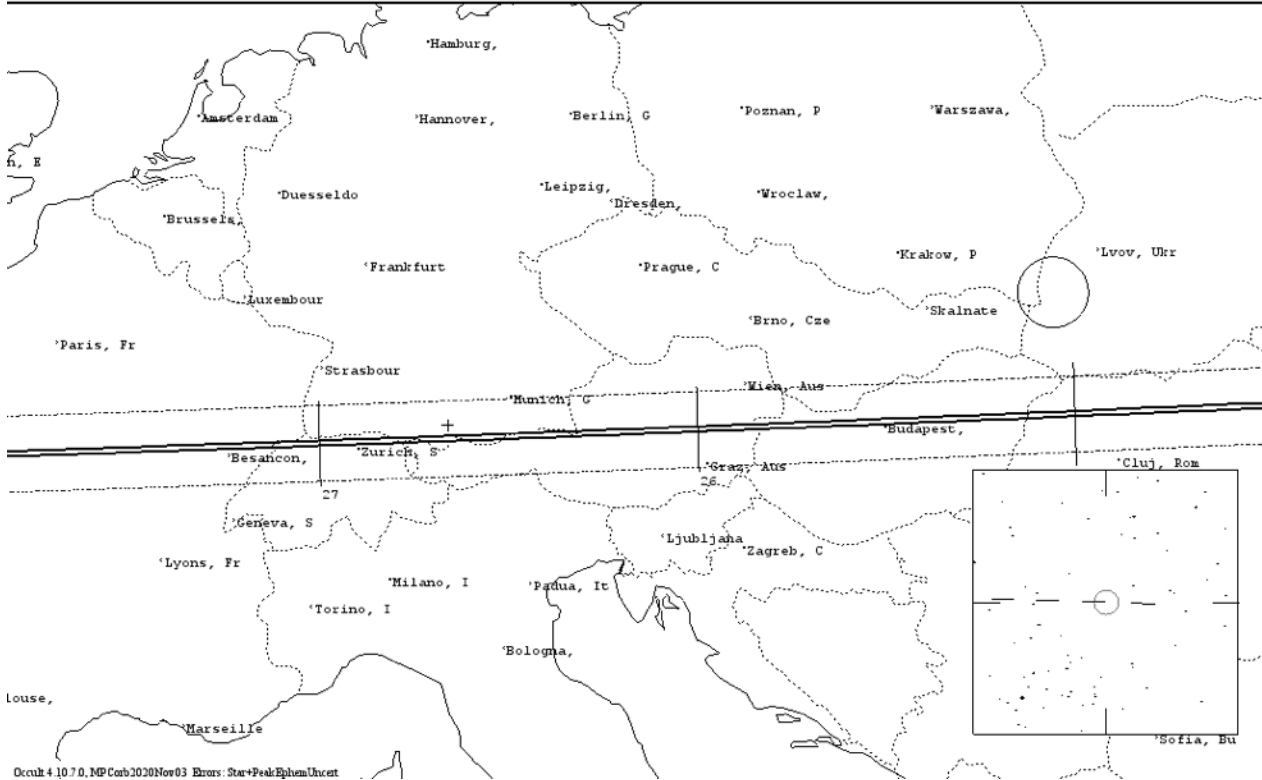 Hamburg,
Amsterdam
Hannover,
Berlin, G
Poznan, P
Warszawa,
n, E
Duesseldo
Leipzig,
Dresden,
Wroclaw,
Brussels,
Frankfurt
Prague, C
Krakow, P
Lvov, Ukr
Luxembour
Brno, Cze
Skalnate
Paris, Fr
Strasbour
Munich, G
Wien, Aus
Budapest,
Besancon,
Zurich, S
Graz, Aus
Cluj, Rom
27
26
Geneva, S
Ljubljana
Zagreb, C
Lyons, Fr
Milano, I
Padua, It
Torino, I
Bologna,
louse,
Marseille
Sofia, Bu
Occult 4.10.7.0, MPCorb2020Nov03 Errors: Star+PeakEphemUncert